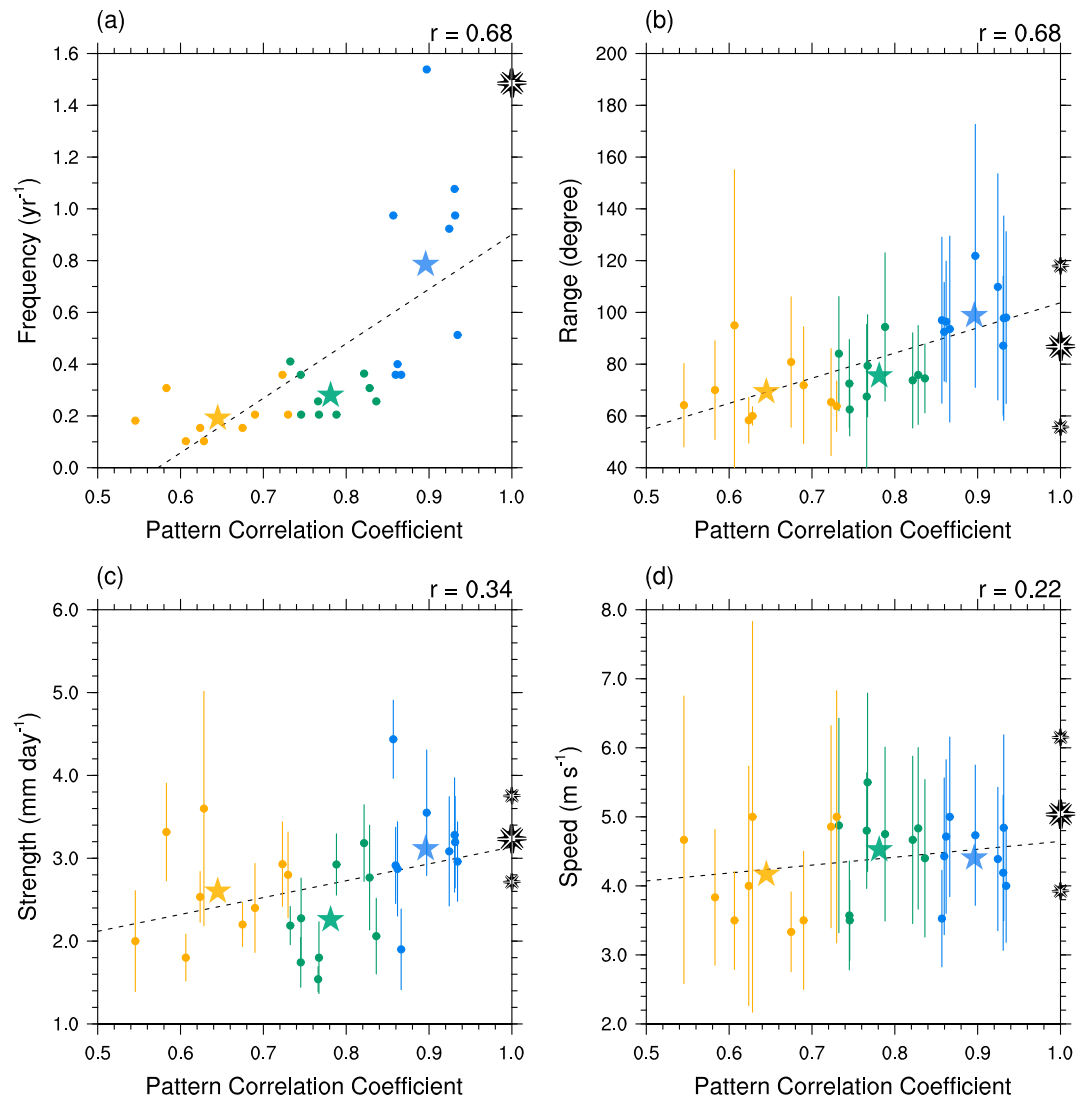 (a)
r = 0.68
1.6
1.4
1.2
1.0
0.8
0.6
0.4
0.2
0.0
Frequency (yr⁻¹)
0.5 0.6 0.7 0.8 0.9 1.0
Pattern Correlation Coefficient
(b)
r = 0.68
200
180
160
140
120
100
80
60
40
Range (degree)
0.5 0.6 0.7 0.8 0.9 1.0
Pattern Correlation Coefficient
(c)
r = 0.34
6.0
5.0
4.0
3.0
2.0
1.0
Strength (mm day⁻¹)
0.5 0.6 0.7 0.8 0.9 1.0
Pattern Correlation Coefficient
(d)
r = 0.22
8.0
7.0
6.0
5.0
4.0
3.0
2.0
Speed (m s⁻¹)
0.5 0.6 0.7 0.8 0.9 1.0
Pattern Correlation Coefficient